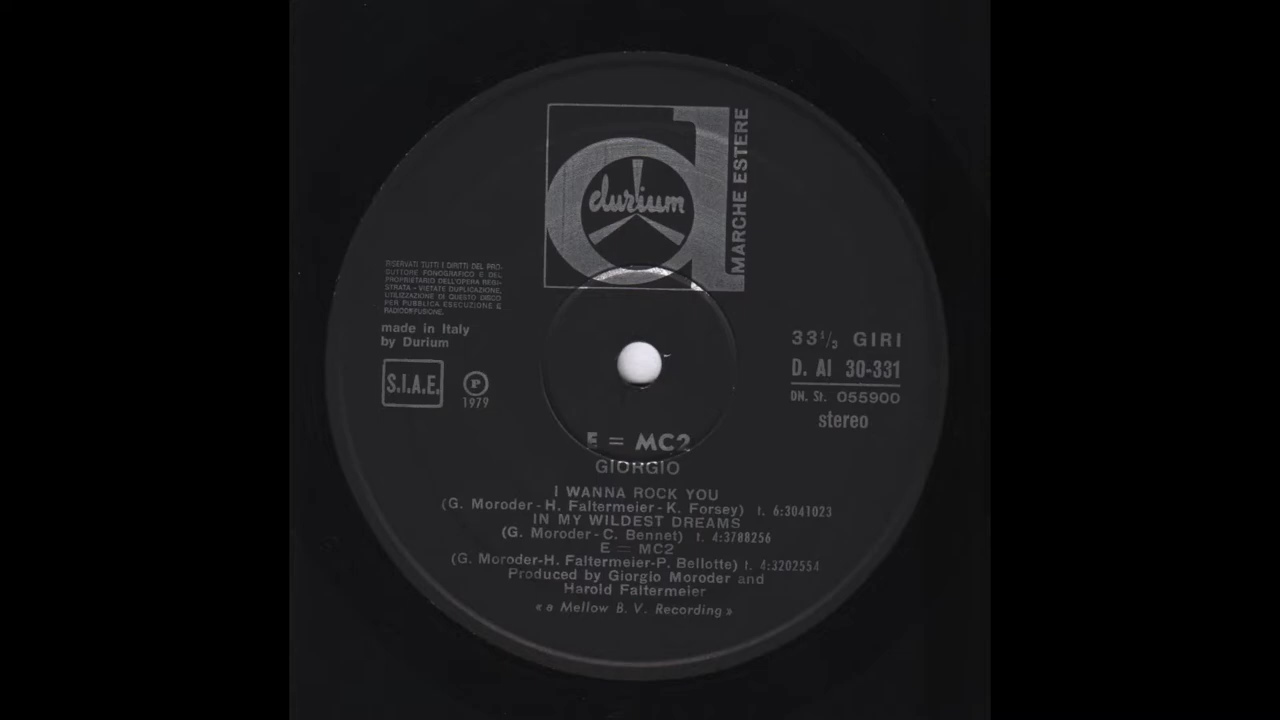 durium
MARCHE ESTERE
RISERVATI TUTTI I DIRITTI DEL PRO-
DUTTORE FONOGRAFICO E DEL
PROPRIETARIO DELL'OPERA REGI-
STRATA - VIETATE DUPLICAZIONE,
UTILIZZAZIONE DI QUESTO DISCO
PER PUBBLICA ESECUZIONE E
RADIODIFFUSIONE.
made in Italy
by Durium
S.I.A.E.
P
1979
33 1/3 GIRI
D. AI 30-331
DN. St. 055900
stereo
E = MC2
GIORGIO
I WANNA ROCK YOU
(G. Moroder - H. Faltermeier - K. Forsey) t. 6:3041023
IN MY WILDEST DREAMS
(G. Moroder - C. Bennet) t. 4:3788256
E = MC2
(G. Moroder-H. Faltermeier-P. Bellotte) t. 4:3202554
Produced by Giorgio Moroder and
Harold Faltermeier
«a Mellow B. V. Recording»